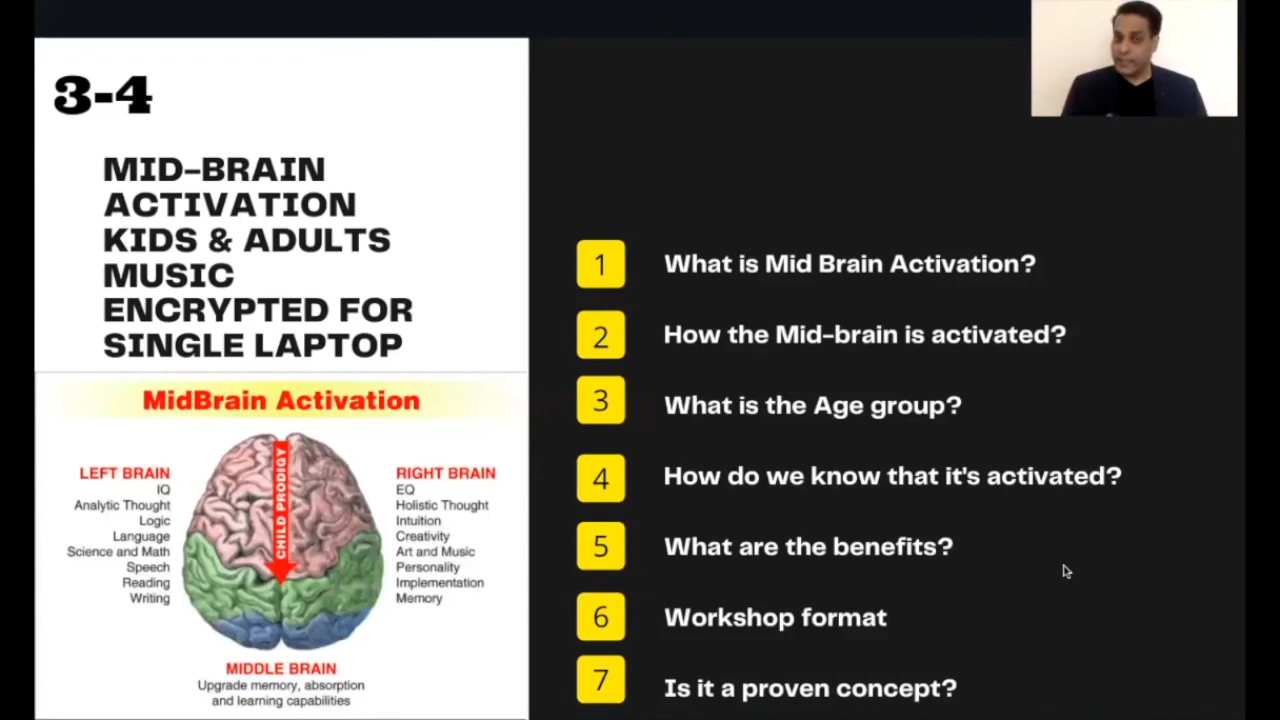 3-4
MID-BRAIN
ACTIVATION
KIDS & ADULTS
MUSIC
ENCRYPTED FOR
SINGLE LAPTOP
MidBrain Activation
LEFT BRAIN
IQ
Analytic Thought
Logic
Language
Science and Math
Speech
Reading
Writing
CHILD PRODIGY
RIGHT BRAIN
EQ
Holistic Thought
Intuition
Creativity
Art and Music
Personality
Implementation
Memory
MIDDLE BRAIN
Upgrade memory, absorption
and learning capabilities
1 What is Mid Brain Activation?
2 How the Mid-brain is activated?
3 What is the Age group?
4 How do we know that it's activated?
5 What are the benefits?
6 Workshop format
7 Is it a proven concept?